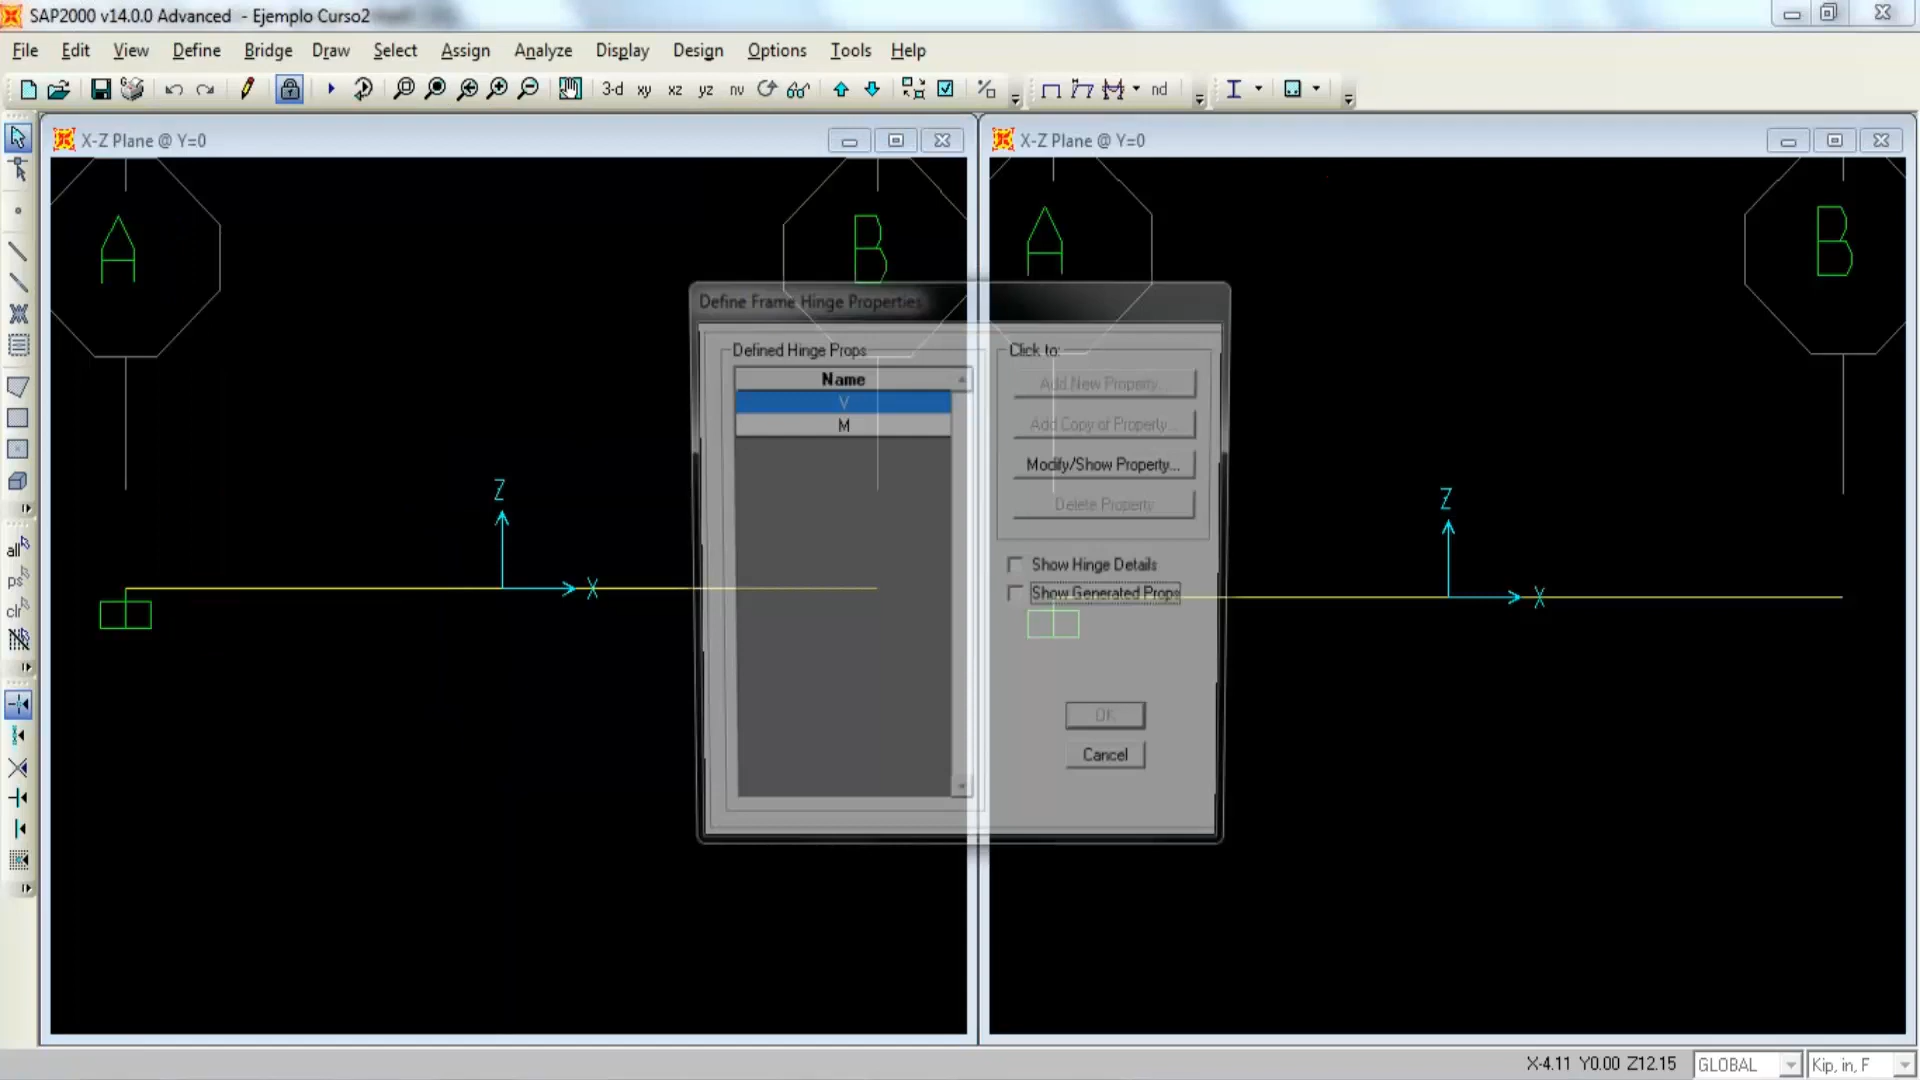 SAP2000 v14.0.0 Advanced - Ejemplo Curso2
File Edit View Define Bridge Draw Select Assign Analyze Display Design Options Tools Help
3-d xy xz yz nv nd
X-Z Plane @ Y=0
X-Z Plane @ Y=0
A
B
A
B
Define Frame Hinge Properties
Defined Hinge Props
Name
V
M
Click to:
Add New Property...
Add Copy of Property...
Modify/Show Property...
Delete Property
Show Hinge Details
Show Generated Props
OK
Cancel
Z
X
Z
X
all
ps
clr
X-4.11 Y0.00 Z12.15
GLOBAL
Kip, in, F